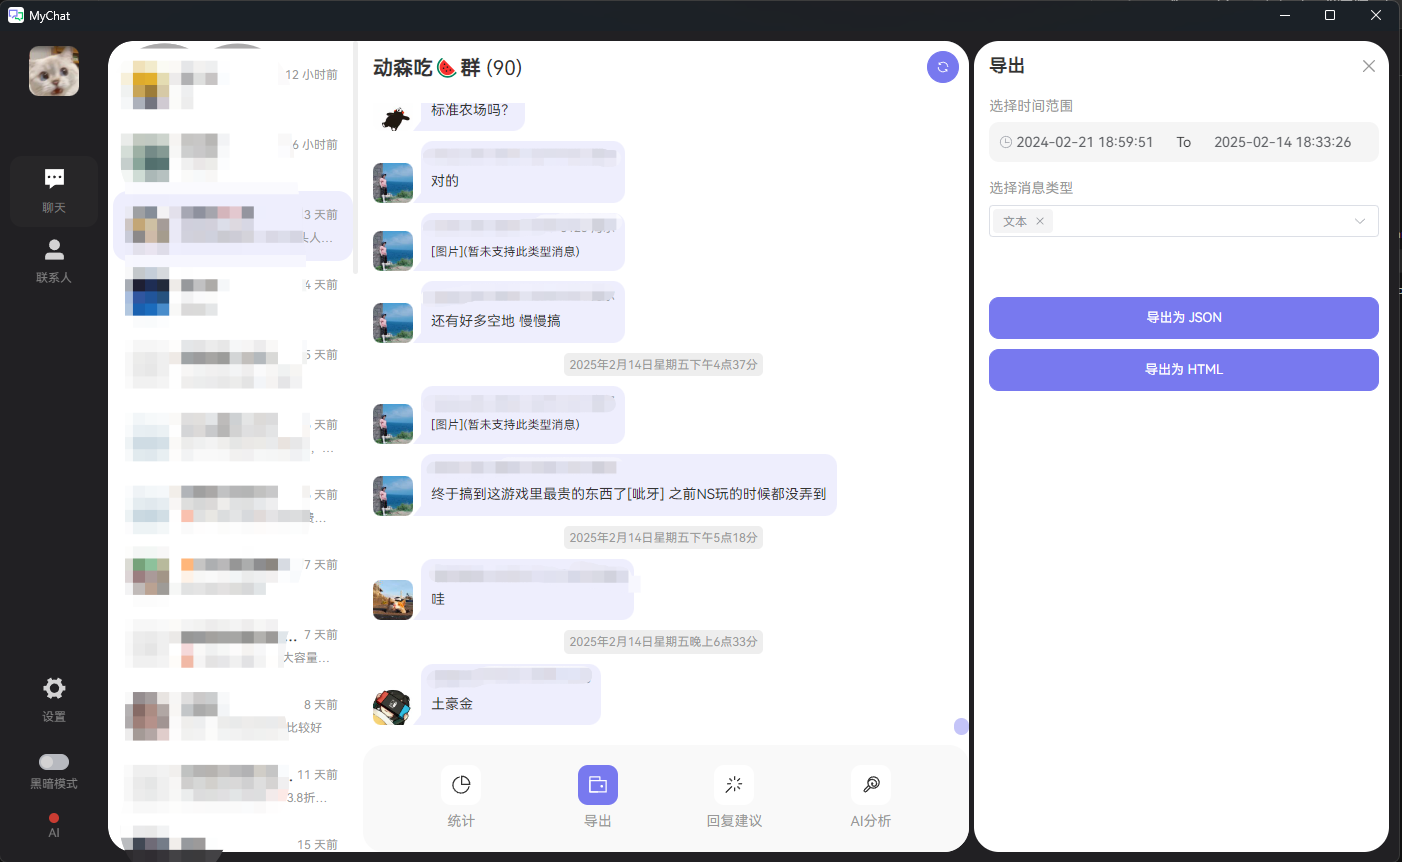 MyChat
聊天
联系人
设置
黑暗模式
AI
12 小时前
6 小时前
3 天前
头人...
4 天前
5 天前
天前
天前
费...
7 天前
... 7 天前
大容量...
8 天前
比较好
11 天前
3.8折...
15 天前
动森吃🍉群 (90)
标准农场吗？
对的
[图片](暂未支持此类型消息)
还有好多空地 慢慢搞
2025年2月14日星期五下午4点37分
[图片](暂未支持此类型消息)
终于搞到这游戏里最贵的东西了[呲牙] 之前NS玩的时候都没弄到
2025年2月14日星期五下午5点18分
哇
2025年2月14日星期五晚上6点33分
土豪金
统计
导出
回复建议
AI分析
导出
选择时间范围
2024-02-21 18:59:51 To 2025-02-14 18:33:26
选择消息类型
文本
导出为 JSON
导出为 HTML